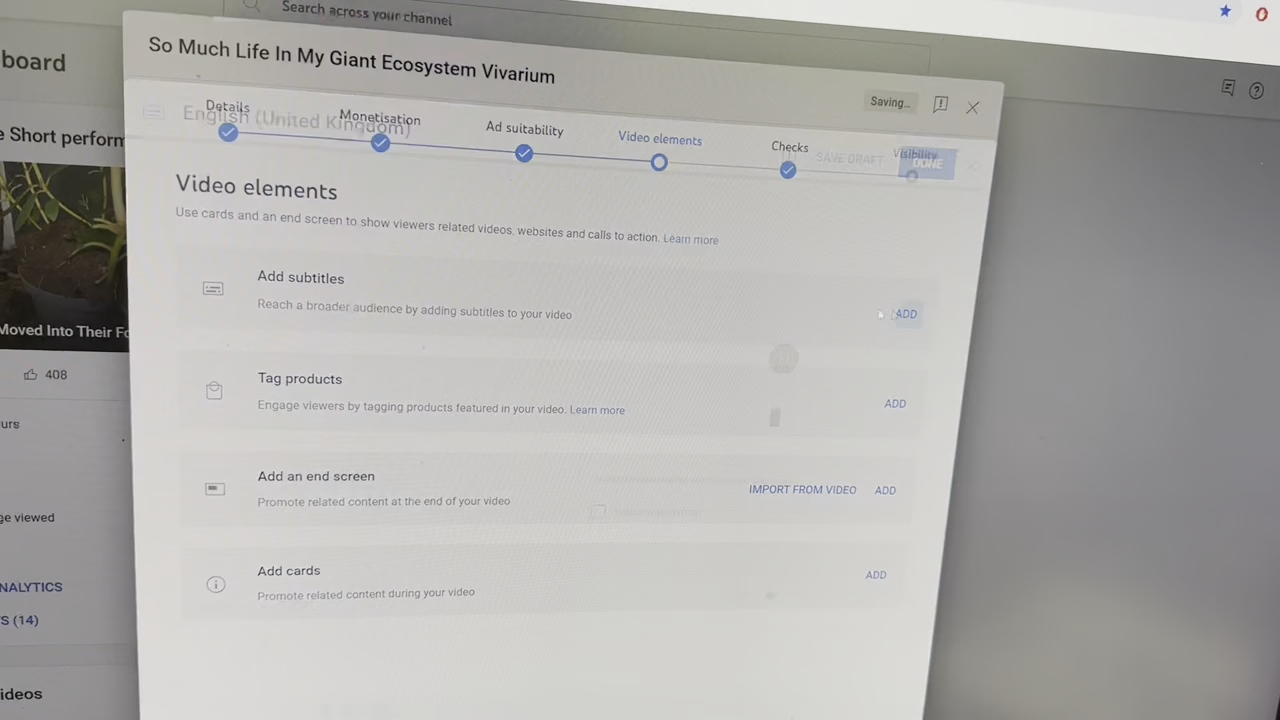 Search across your channel
board
So Much Life In My Giant Ecosystem Vivarium
Saving...
English (United Kingdom)
Details
Monetisation
Ad suitability
Video elements
Checks
Visibility
SAVE DRAFT
DONE
e Short perform
Video elements
Use cards and an end screen to show viewers related videos, websites and calls to action. Learn more
Add subtitles
Reach a broader audience by adding subtitles to your video
ADD
Moved Into Their Fo
408
Tag products
Engage viewers by tagging products featured in your video. Learn more
ADD
urs
Add an end screen
Promote related content at the end of your video
IMPORT FROM VIDEO ADD
ge viewed
Add cards
Promote related content during your video
ADD
NALYTICS
S (14)
ideos